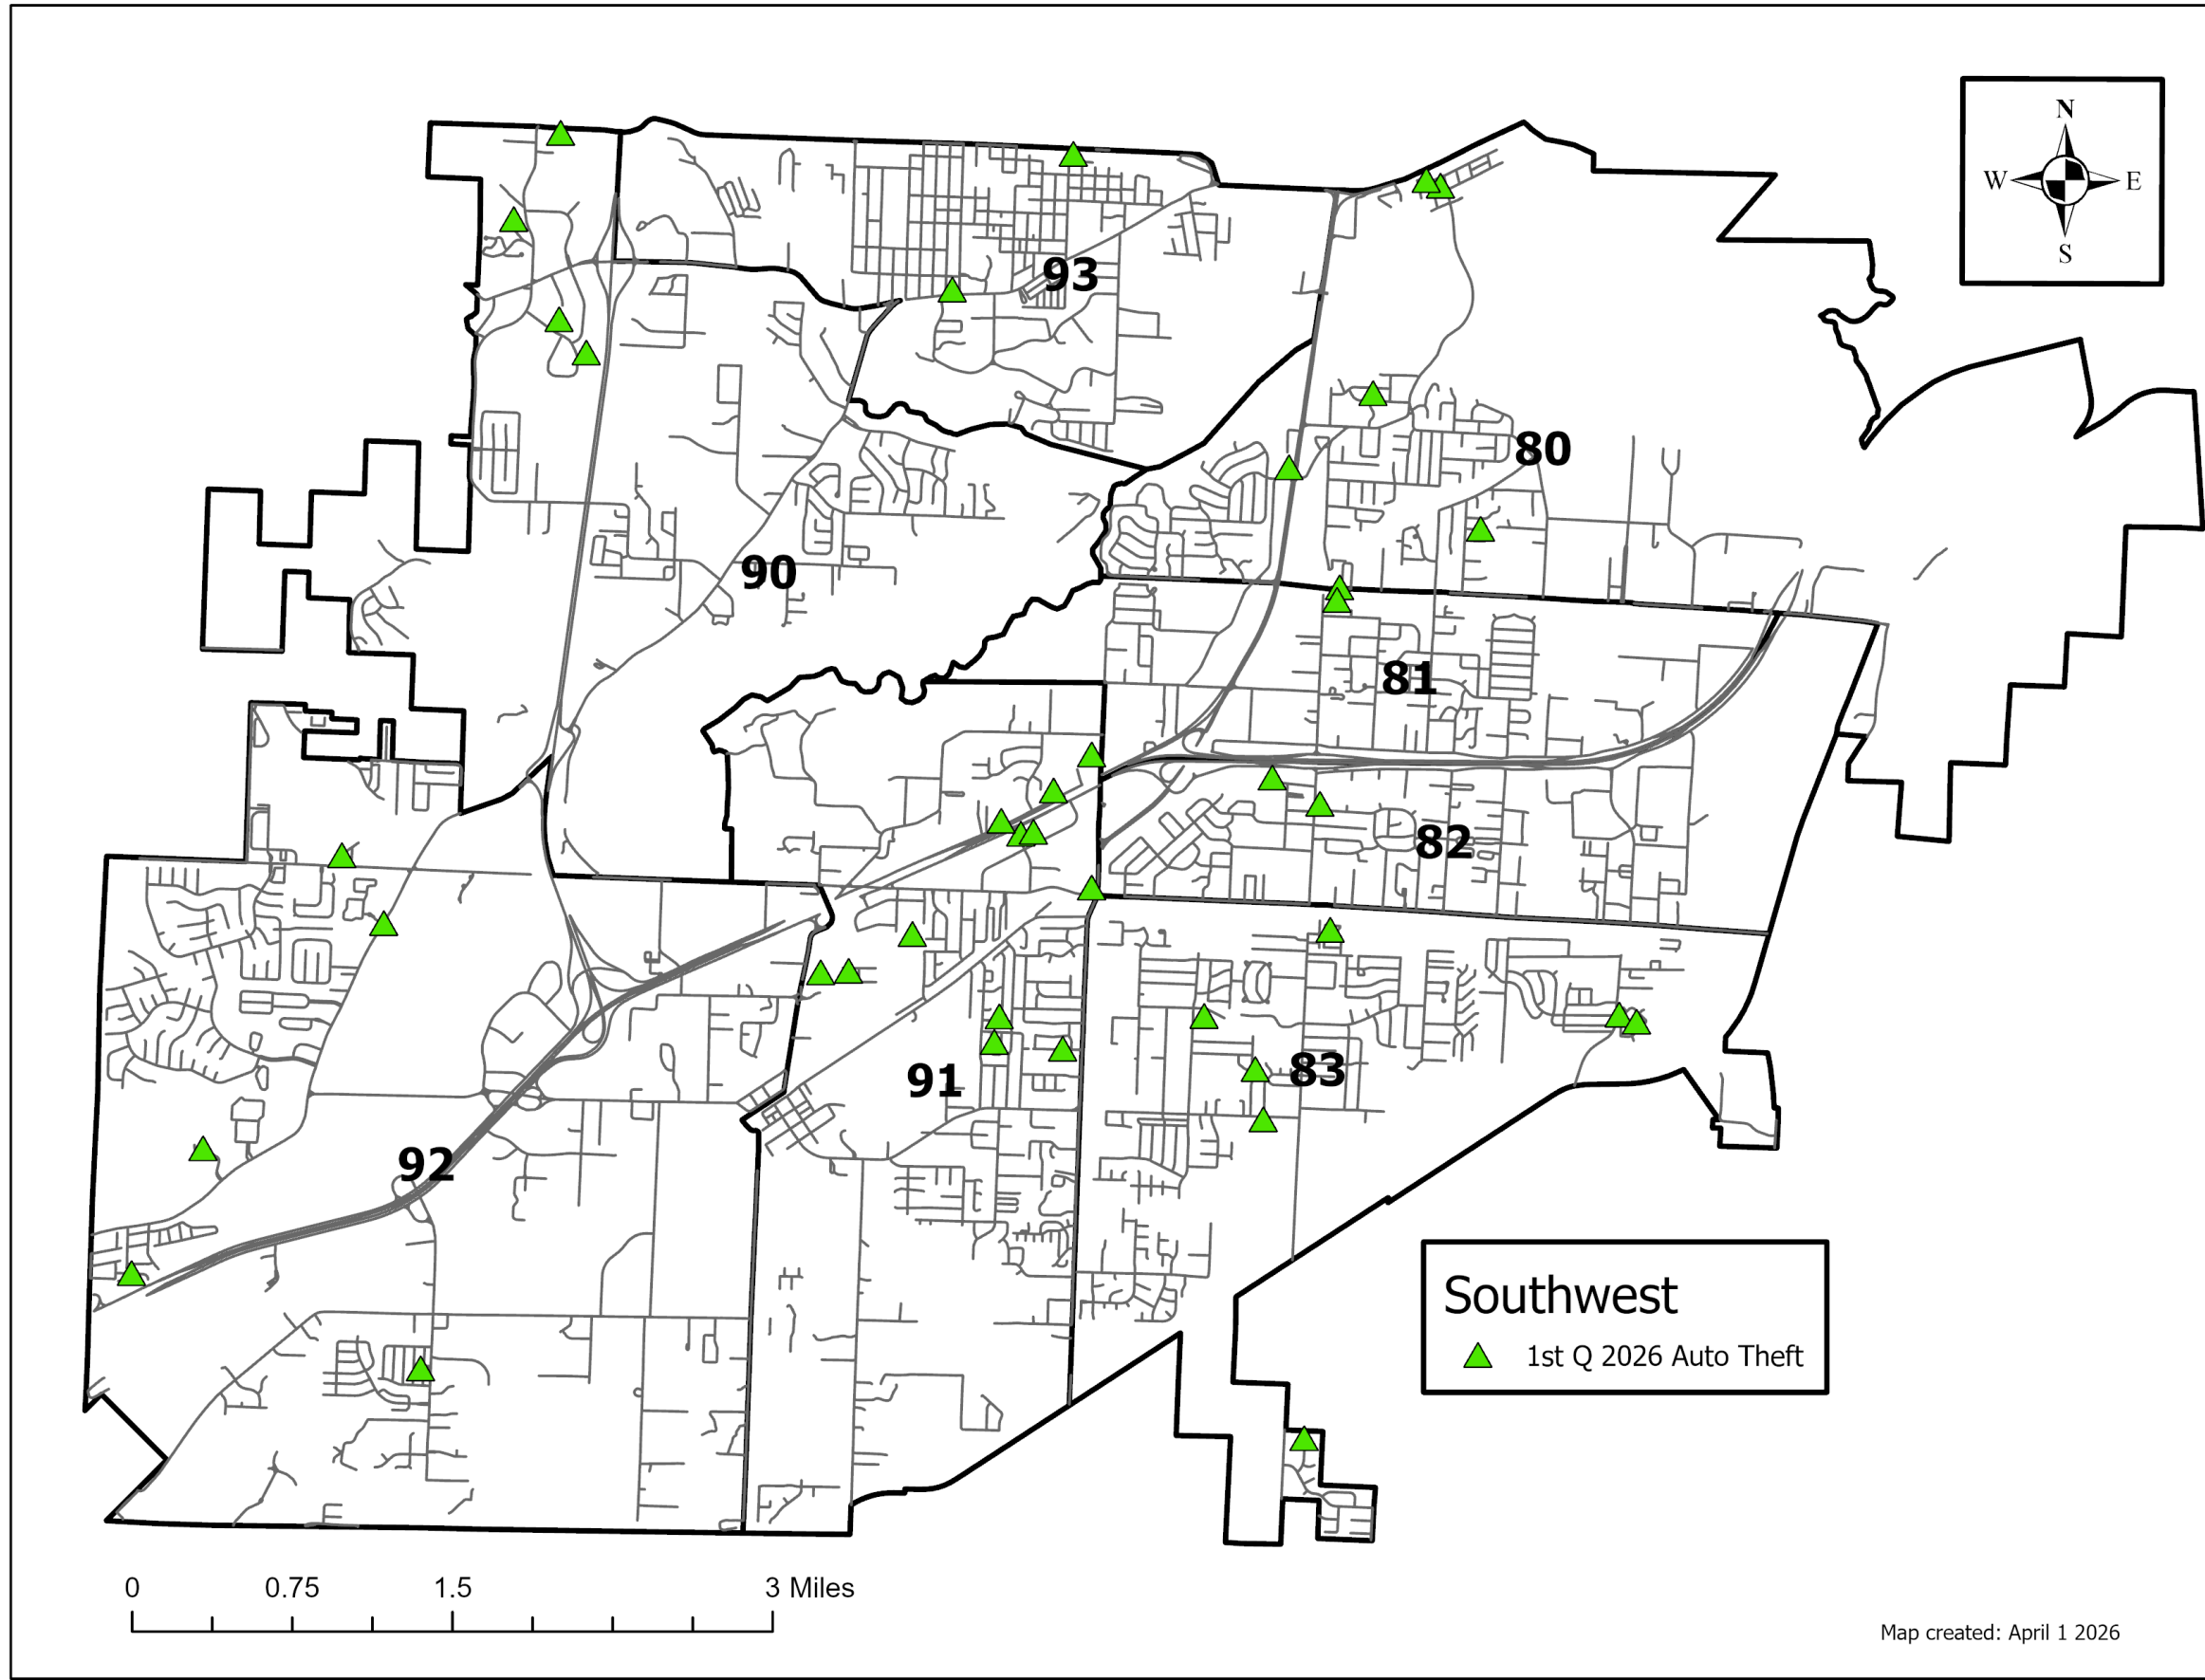 N
W E
S
93
80
90
81
82
91
83
92
Southwest
1st Q 2026 Auto Theft
0 0.75 1.5 3 Miles
Map created: April 1 2026